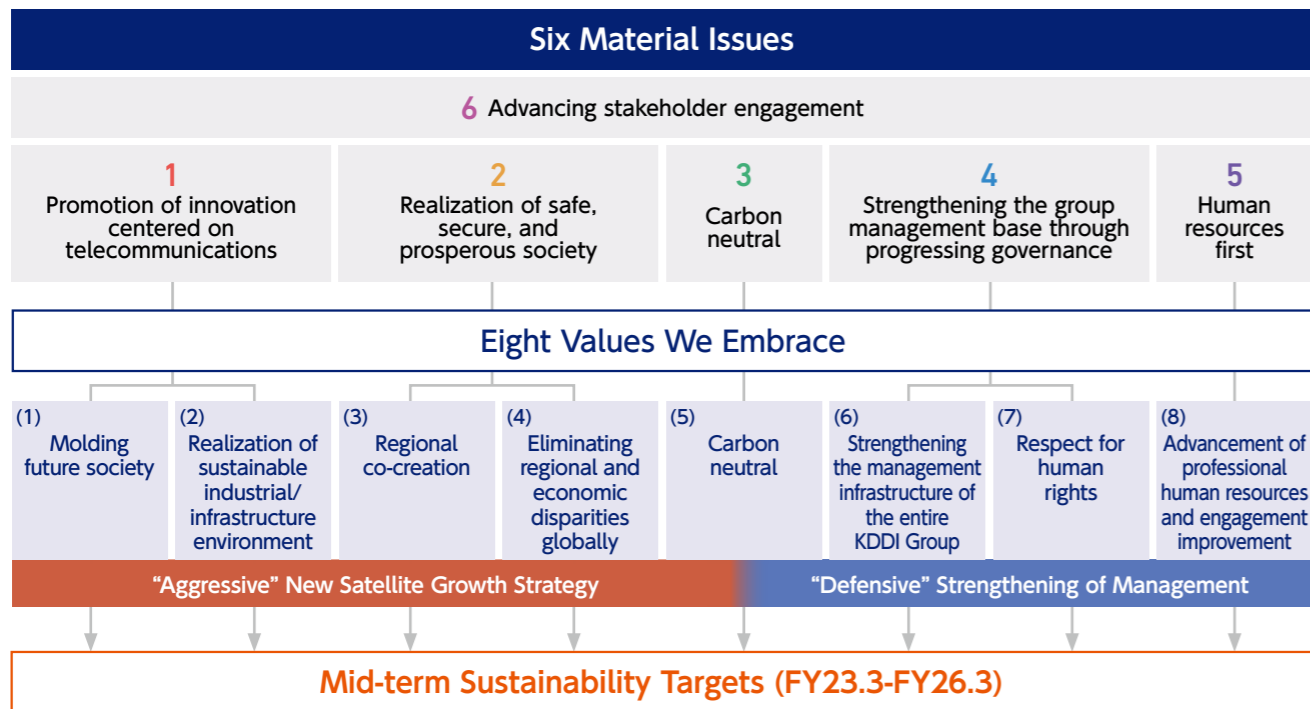 Six Material Issues
6 Advancing stakeholder engagement
1
Promotion of innovation
centered on
telecommunications
2
Realization of safe,
secure, and
prosperous society
3
Carbon
neutral
4
Strengthening the group
management base through
progressing governance
5
Human
resources
first
Eight Values We Embrace
(1)
Molding
future society
(2)
Realization of
sustainable
industrial/
infrastructure
environment
(3)
Regional
co-creation
(4)
Eliminating
regional and
economic
disparities
globally
(5)
Carbon
neutral
(6)
Strengthening
the management
infrastructure of
the entire
KDDI Group
(7)
Respect for
human
rights
(8)
Advancement of
professional
human resources
and engagement
improvement
“Aggressive” New Satellite Growth Strategy
“Defensive” Strengthening of Management
Mid-term Sustainability Targets (FY23.3-FY26.3)